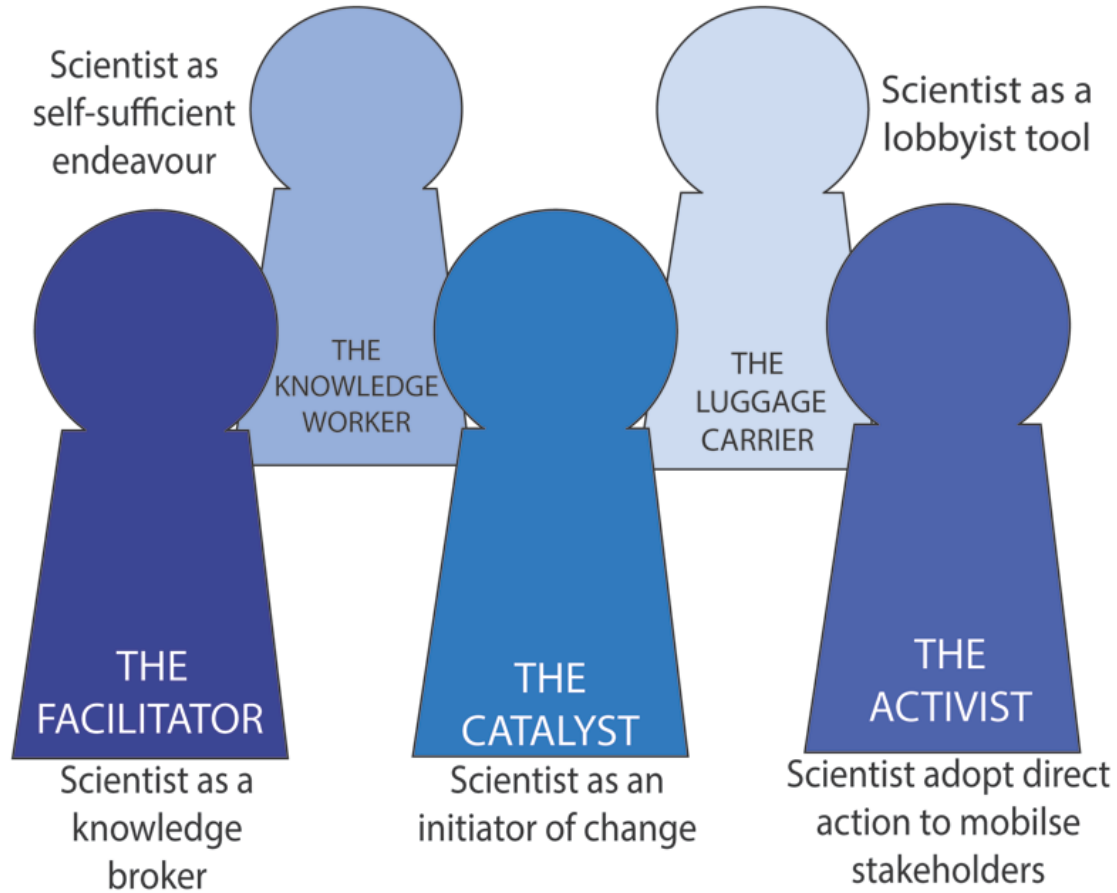 Scientist as
self-sufficient
endeavour
Scientist as a
lobbyist tool
THE
KNOWLEDGE
WORKER
THE
LUGGAGE
CARRIER
THE
FACILITATOR
THE
CATALYST
THE
ACTIVIST
Scientist as a
knowledge
broker
Scientist as an
initiator of change
Scientist adopt direct
action to mobilse
stakeholders